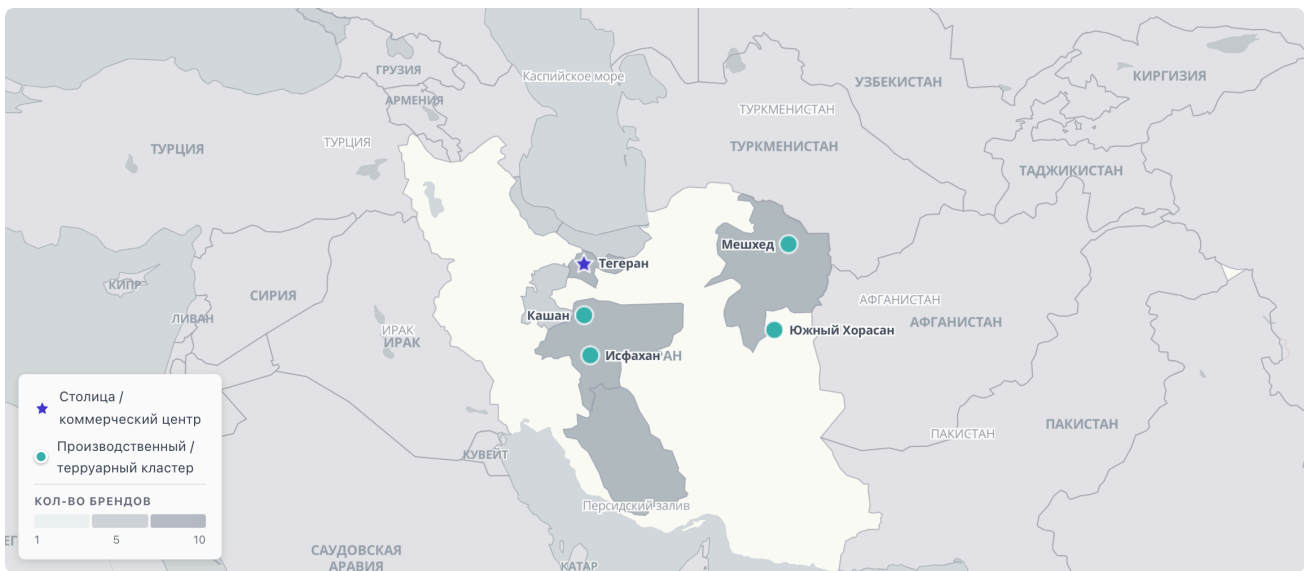 ГРУЗИЯ
Каспийское море
УЗБЕКИСТАН
КИРГИЗИЯ
АРМЕНИЯ
ТУРКМЕНИСТАН
ТУРЦИЯ
ТУРЦИЯ
ТУРКМЕНИСТАН
ТАДЖИКИСТАН
Мешхед
Тегеран
КИПР
СИРИЯ
АФГАНИСТАН
ЛИВАН
Кашан
АФГАНИСТАН
ИРАК
ИРАК
Южный Хорасан
Исфахан
РАН
ПАКИСТАН
ПАКИСТАН
КУВЕЙТ
Персидский залив
САУДОВСКАЯ
АРАВИЯ
КАТАР
ЕГ
Столица /
коммерческий центр
Производственный /
терруарный кластер
КОЛ-ВО БРЕНДОВ
1 5 10